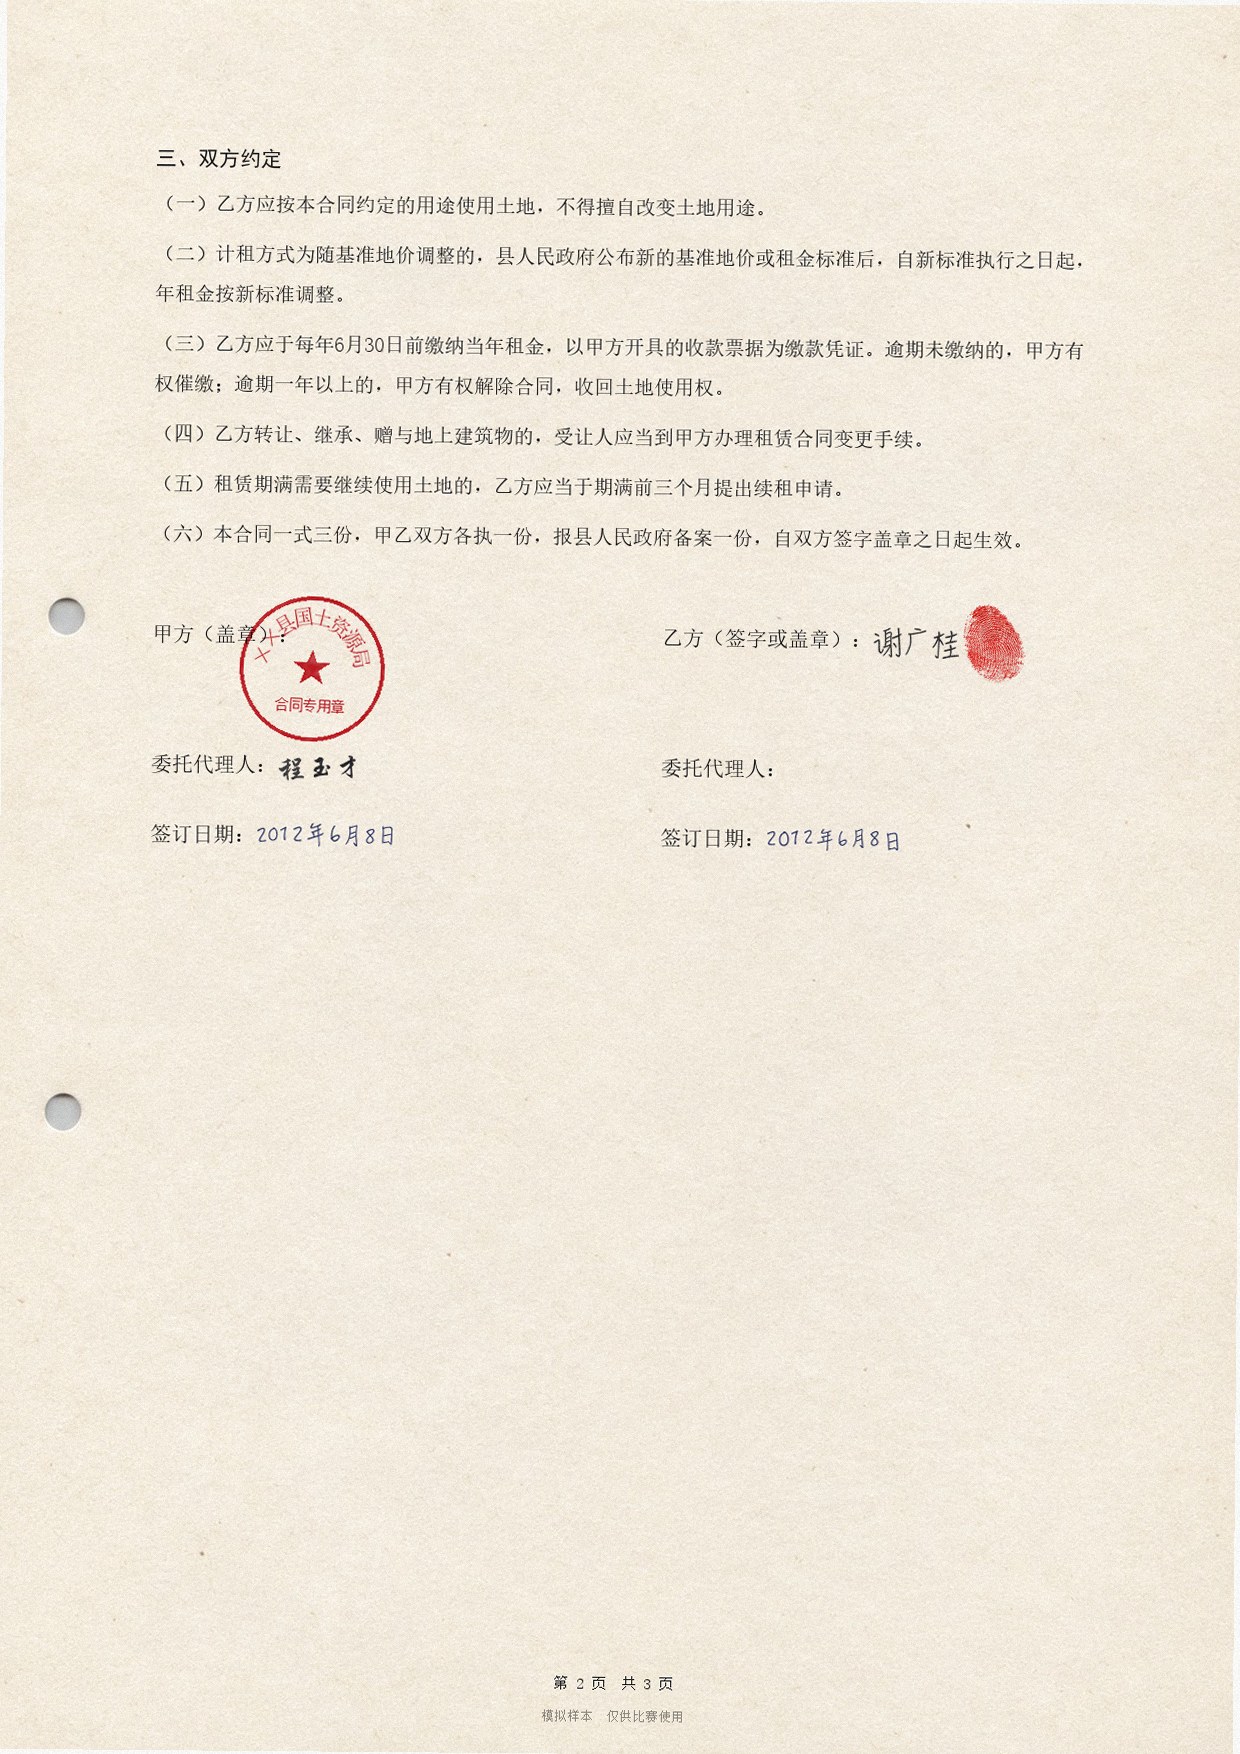 三、双方约定
（一）乙方应按本合同约定的用途使用土地，不得擅自改变土地用途。
（二）计租方式为随基准地价调整的，县人民政府公布新的基准地价或租金标准后，自新标准执行之日起，
年租金按新标准调整。
（三）乙方应于每年6月30日前缴纳当年租金，以甲方开具的收款票据为缴款凭证。逾期未缴纳的，甲方有
权催缴；逾期一年以上的，甲方有权解除合同，收回土地使用权。
（四）乙方转让、继承、赠与地上建筑物的，受让人应当到甲方办理租赁合同变更手续。
（五）租赁期满需要继续使用土地的，乙方应当于期满前三个月提出续租申请。
（六）本合同一式三份，甲乙双方各执一份，报县人民政府备案一份，自双方签字盖章之日起生效。
甲方（盖章）：
××县国土资源局
合同专用章
乙方（签字或盖章）：谢广桂
委托代理人：程玉才
委托代理人：
签订日期：2012年6月8日
签订日期：2012年6月8日
第 2 页 共 3 页
模拟样本 仅供比赛使用